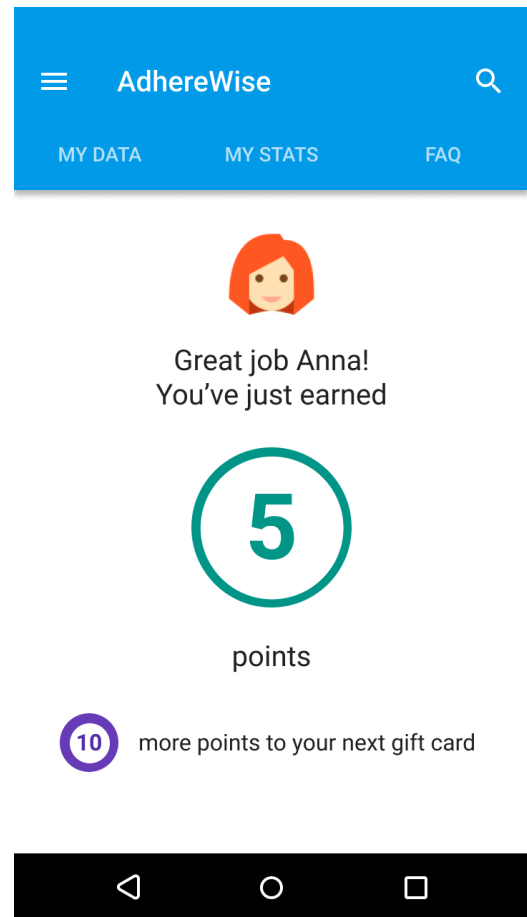 AdhereWise
MY DATA
MY STATS
FAQ
Great job Anna!
You’ve just earned
5
points
10
more points to your next gift card